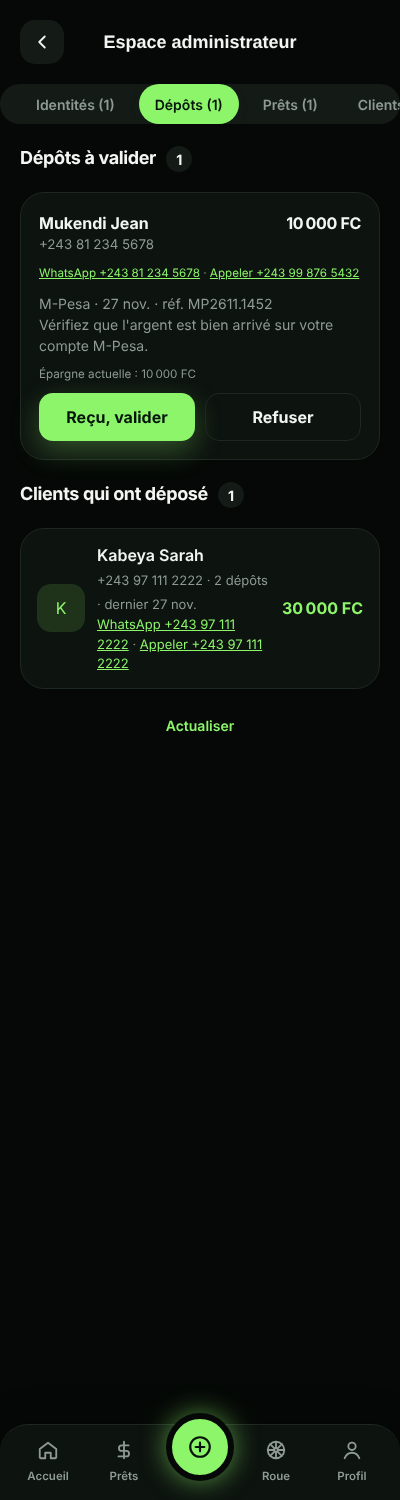 Espace administrateur
Identités (1)
Dépôts (1)
Prêts (1)
Clients
Dépôts à valider 1
Mukendi Jean
10 000 FC
+243 81 234 5678
WhatsApp +243 81 234 5678 · Appeler +243 99 876 5432
M-Pesa · 27 nov. · réf. MP2611.1452
Vérifiez que l'argent est bien arrivé sur votre
compte M-Pesa.
Épargne actuelle : 10 000 FC
Reçu, valider
Refuser
Clients qui ont déposé 1
K
Kabeya Sarah
+243 97 111 2222 · 2 dépôts
· dernier 27 nov.
30 000 FC
WhatsApp +243 97 111
2222 · Appeler +243 97 111
2222
Actualiser
Accueil
Prêts
Roue
Profil